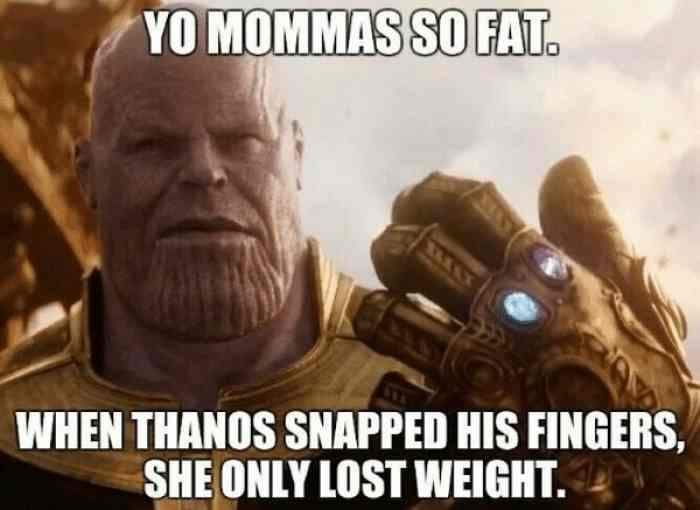 YO MOMMAS SO FAT.
WHEN THANOS SNAPPED HIS FINGERS,
SHE ONLY LOST WEIGHT.